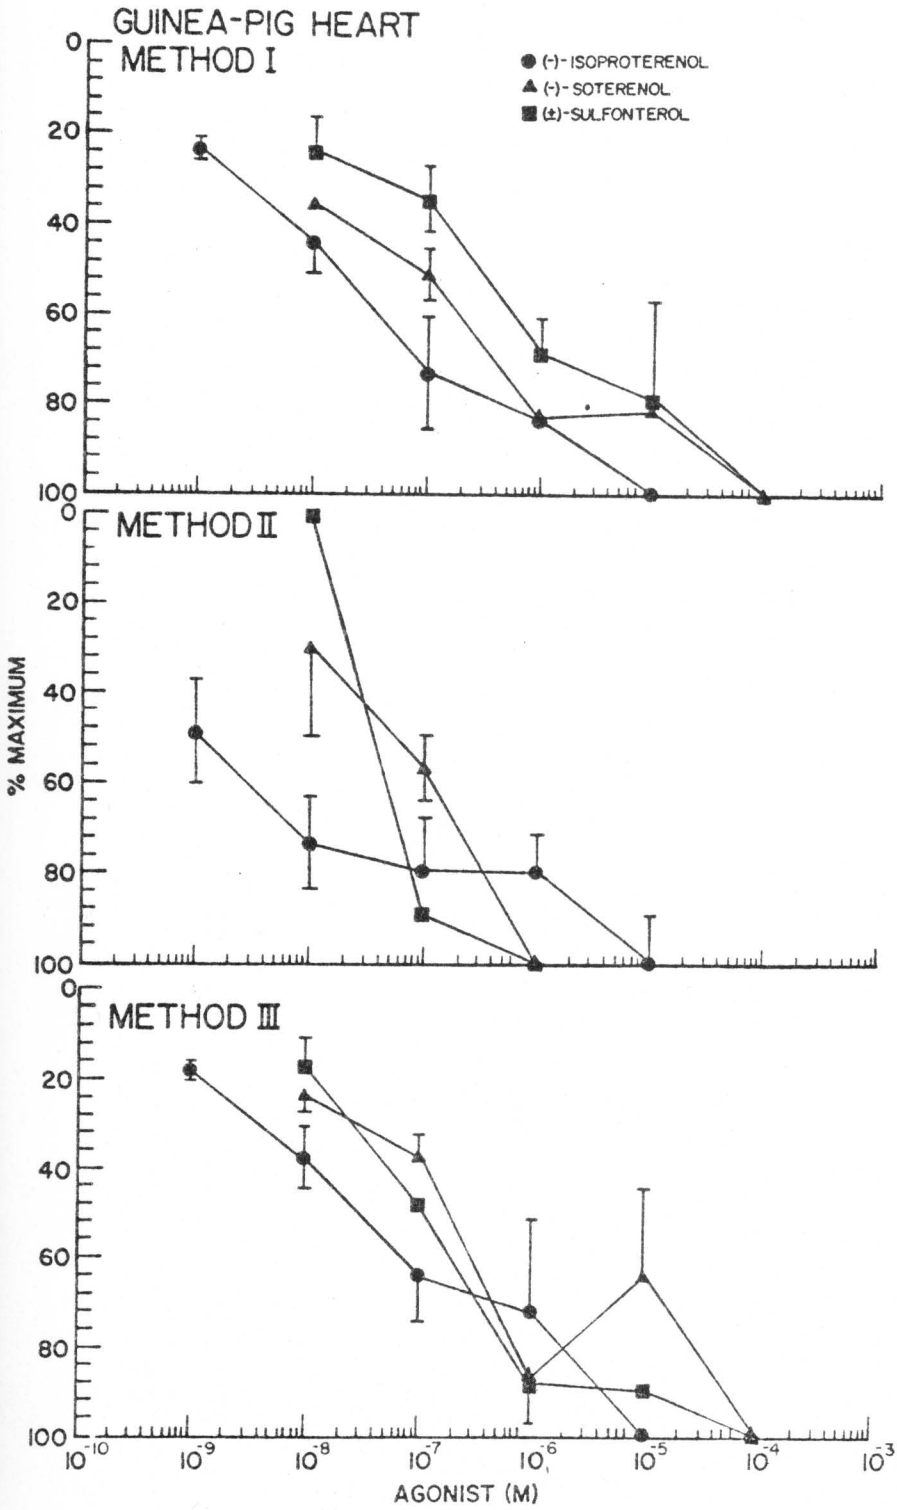 GUINEA-PIG HEART
METHOD I
(-)-ISOPROTERENOL
(-)-SOTERENOL
(±)-SULFONTEROL
0
20
40
60
80
100
METHOD II
0
20
40
60
80
100
% MAXIMUM
METHOD III
0
20
40
60
80
100
10-10 10-9 10-8 10-7 10-6 10-5 10-4 10-3
AGONIST (M)